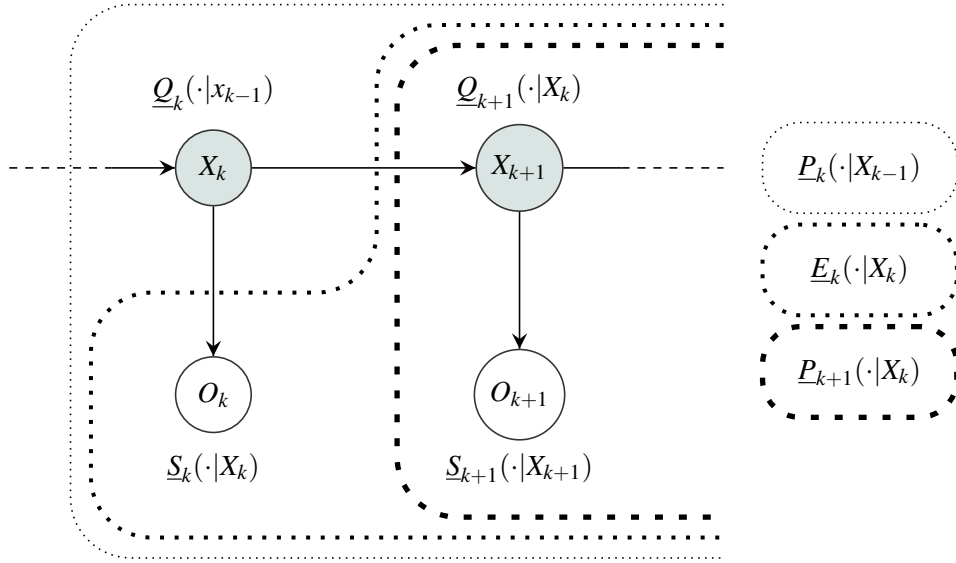 Q̲ₖ(·|xₖ₋₁)
Q̲ₖ₊₁(·|Xₖ)
Xₖ
Xₖ₊₁
P̲ₖ(·|Xₖ₋₁)
E̲ₖ(·|Xₖ)
P̲ₖ₊₁(·|Xₖ)
Oₖ
Oₖ₊₁
S̲ₖ(·|Xₖ)
S̲ₖ₊₁(·|Xₖ₊₁)